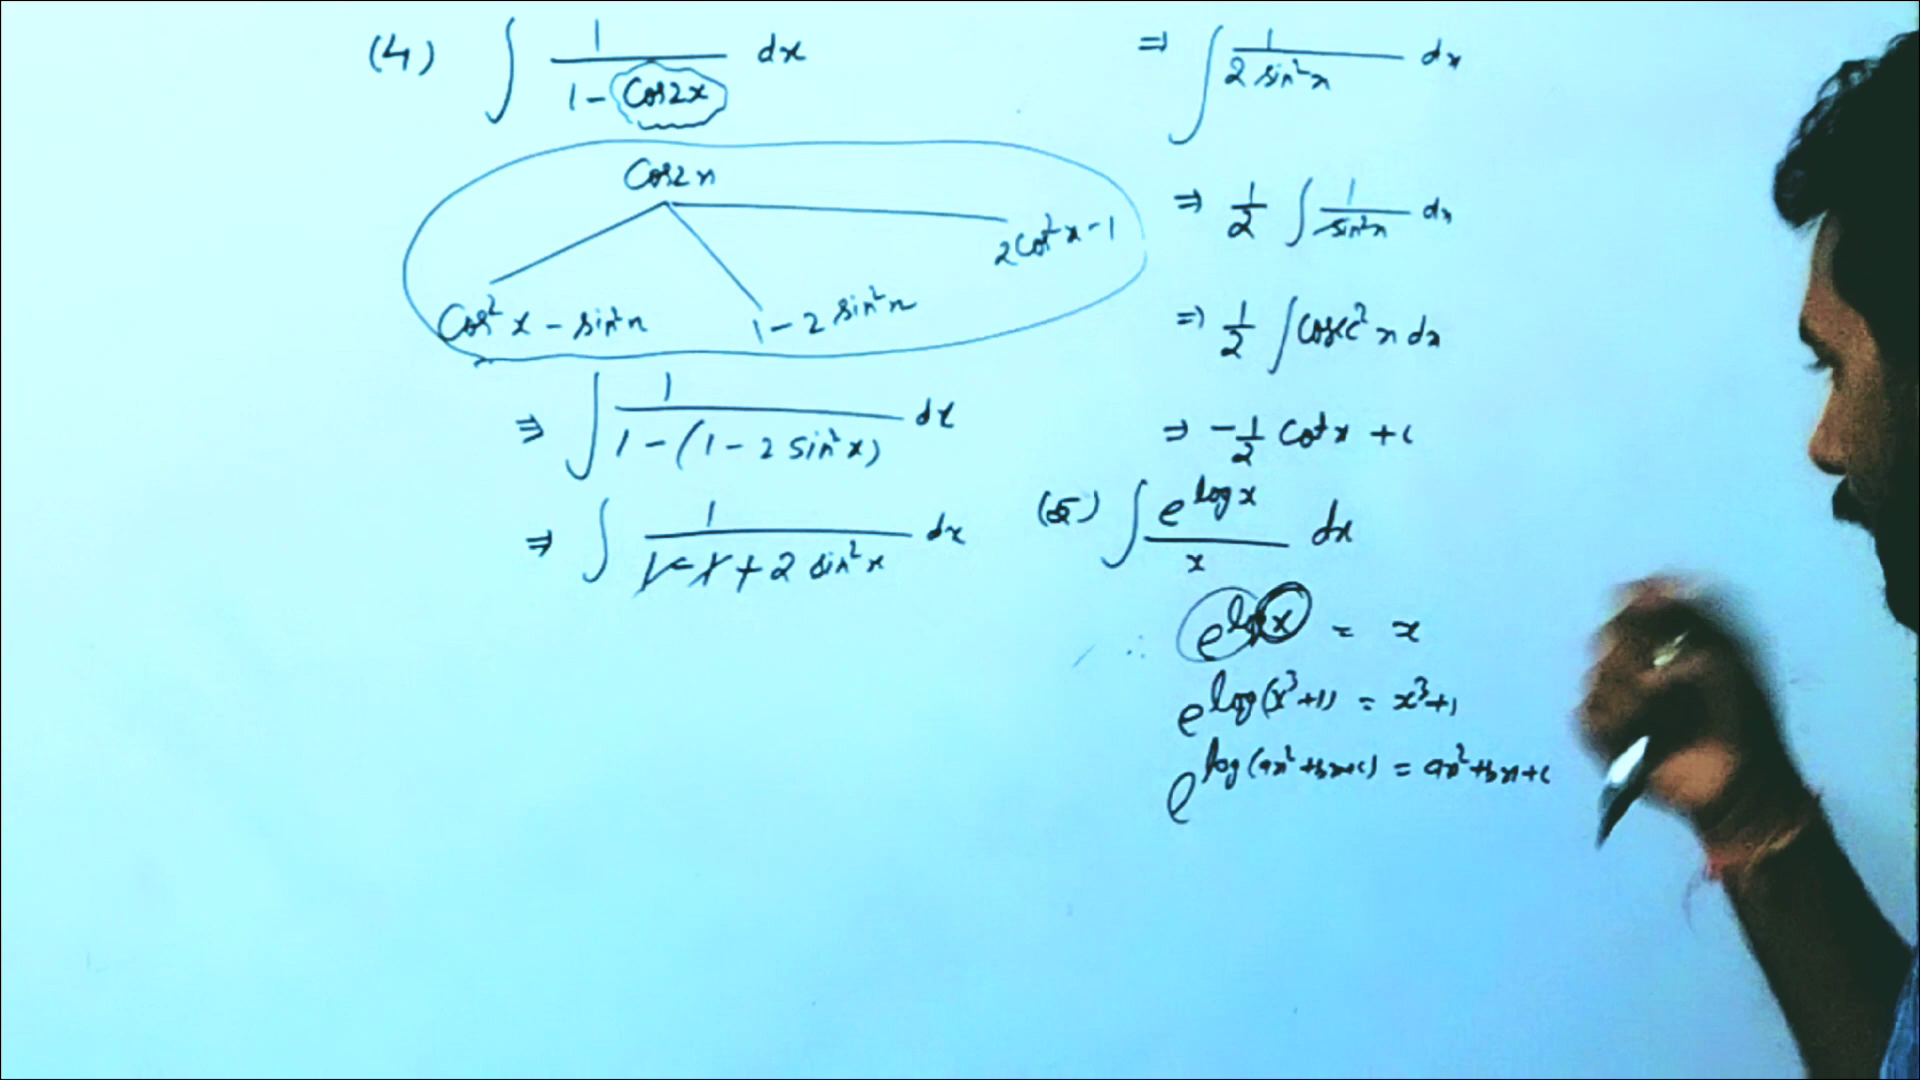 (4) ∫ 1/(1 - Cos2x) dx
Cos2x
Cos²x - sin²x
1 - 2 sin²x
2Cos²x - 1
⇒ ∫ 1/(1 - (1 - 2 sin²x)) dx
⇒ ∫ 1/(1 - 1 + 2 sin²x) dx
⇒ ∫ 1/(2 sin²x) dx
⇒ 1/2 ∫ 1/(sin²x) dx
⇒ 1/2 ∫ Cosec²x dx
⇒ -1/2 Cot x + c
(5) ∫ e^(log x)/x dx
∴ e^(log x) = x
e^(log(x³+1)) = x³+1
e^(log(ax²+bx+c)) = ax²+bx+c